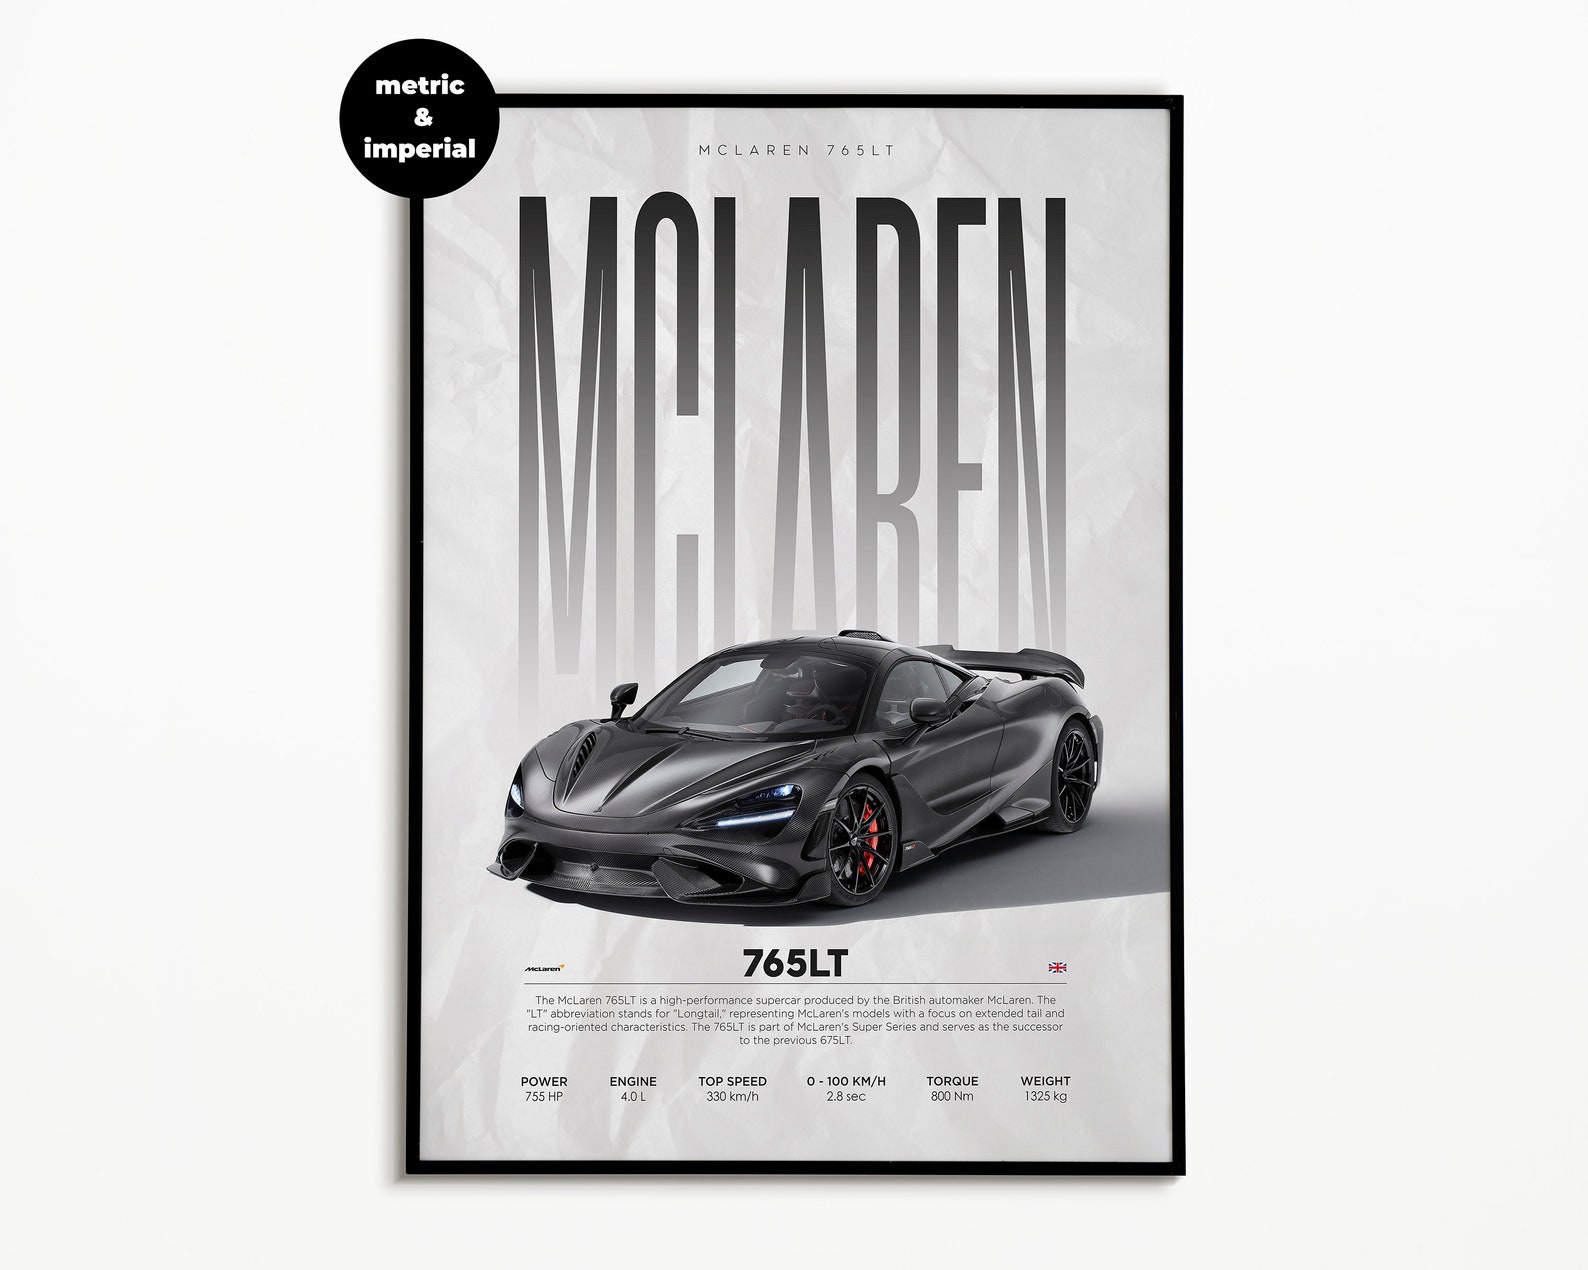 metric
&
imperial
MCLAREN 765LT
MCLAREN
McLaren
765LT
The McLaren 765LT is a high-performance supercar produced by the British automaker McLaren. The
"LT" abbreviation stands for "Longtail," representing McLaren's models with a focus on extended tail and
racing-oriented characteristics. The 765LT is part of McLaren's Super Series and serves as the successor
to the previous 675LT.
POWER ENGINE TOP SPEED 0 - 100 KM/H TORQUE WEIGHT
755 HP 4.0 L 330 km/h 2.8 sec 800 Nm 1325 kg